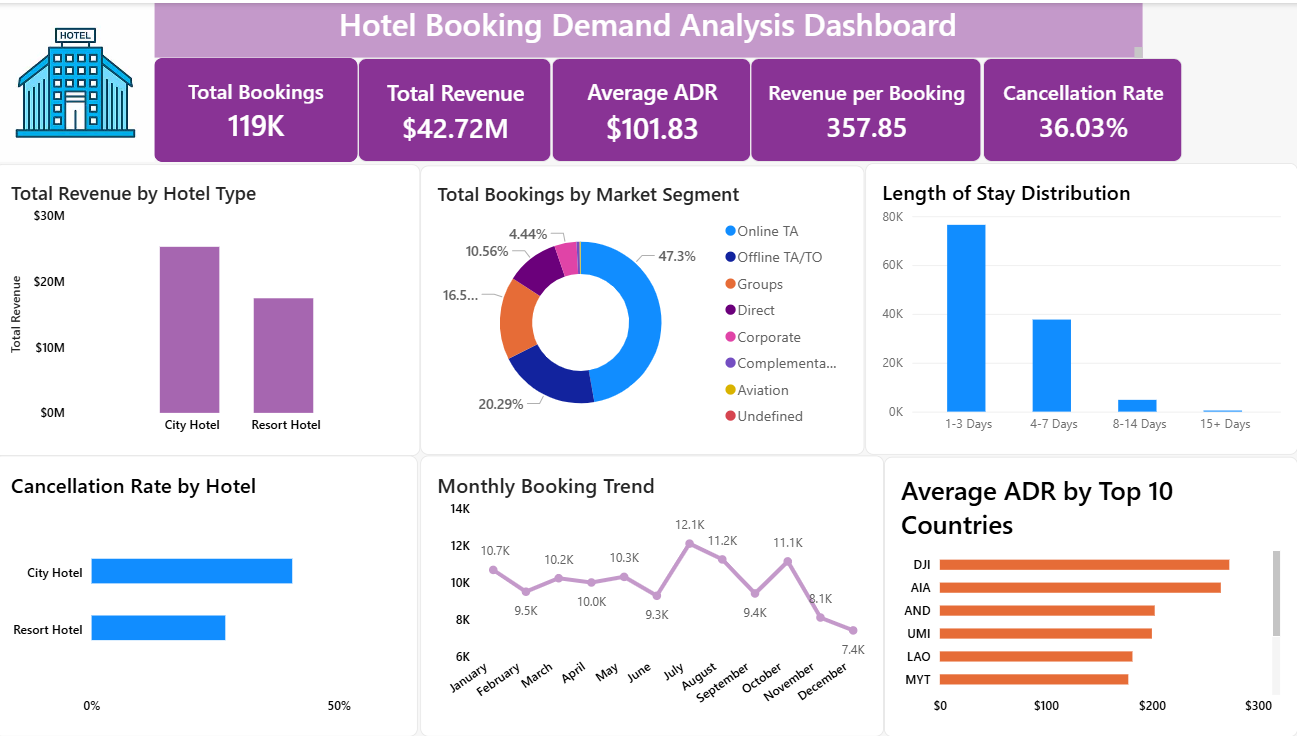 HOTEL
Hotel Booking Demand Analysis Dashboard
Total Bookings
119K
Total Revenue
$42.72M
Average ADR
$101.83
Revenue per Booking
357.85
Cancellation Rate
36.03%
Total Revenue by Hotel Type
$30M
$20M
$10M
$0M
Total Revenue
City Hotel
Resort Hotel
Total Bookings by Market Segment
4.44%
10.56%
16.5...
20.29%
47.3%
Online TA
Offline TA/TO
Groups
Direct
Corporate
Complementa...
Aviation
Undefined
Length of Stay Distribution
80K
60K
40K
20K
0K
1-3 Days
4-7 Days
8-14 Days
15+ Days
Cancellation Rate by Hotel
City Hotel
Resort Hotel
0%
50%
Monthly Booking Trend
14K
12K
10K
8K
6K
10.7K
9.5K
10.2K
10.0K
10.3K
9.3K
12.1K
11.2K
9.4K
11.1K
8.1K
7.4K
January
February
March
April
May
June
July
August
September
October
November
December
Average ADR by Top 10
Countries
DJI
AIA
AND
UMI
LAO
MYT
$0
$100
$200
$300